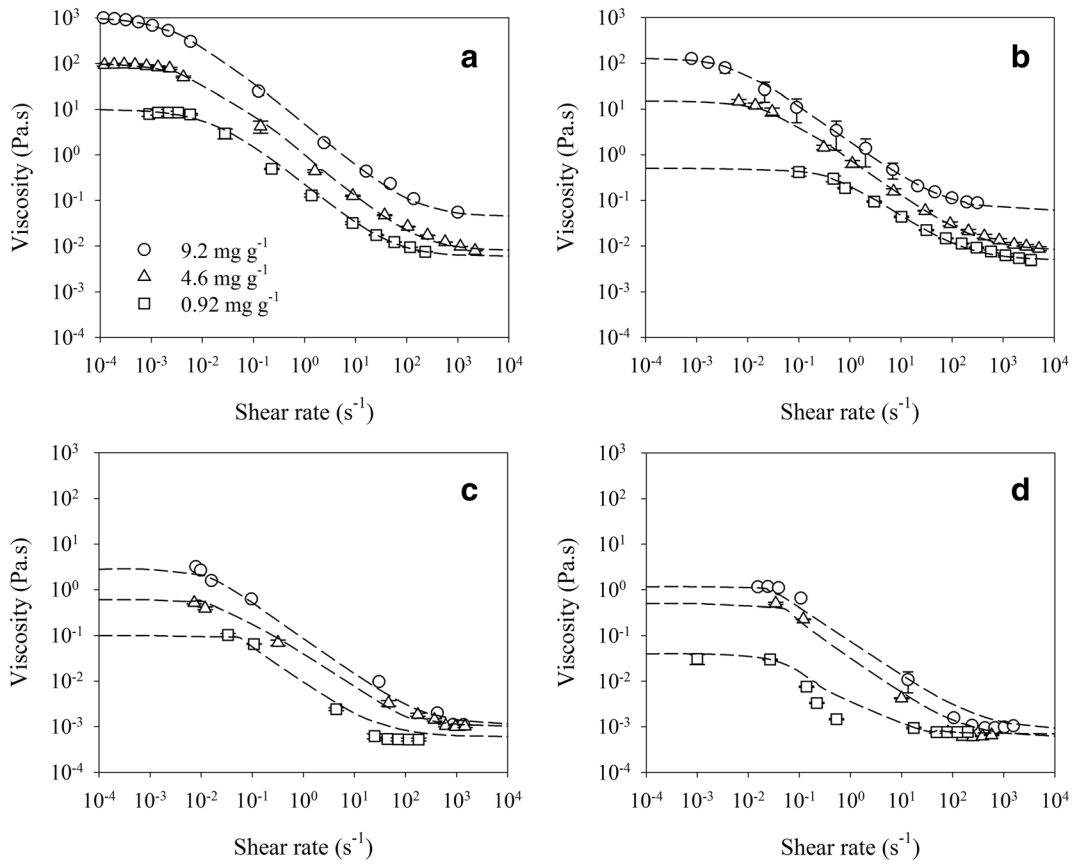 a
10³
10²
10¹
10⁰
10⁻¹
10⁻²
10⁻³
10⁻⁴
Viscosity (Pa.s)
9.2 mg g⁻¹
4.6 mg g⁻¹
0.92 mg g⁻¹
10⁻⁴ 10⁻³ 10⁻² 10⁻¹ 10⁰ 10¹ 10² 10³ 10⁴
Shear rate (s⁻¹)
b
10³
10²
10¹
10⁰
10⁻¹
10⁻²
10⁻³
10⁻⁴
Viscosity (Pa.s)
10⁻⁴ 10⁻³ 10⁻² 10⁻¹ 10⁰ 10¹ 10² 10³ 10⁴
Shear rate (s⁻¹)
c
10³
10²
10¹
10⁰
10⁻¹
10⁻²
10⁻³
10⁻⁴
Viscosity (Pa.s)
10⁻⁴ 10⁻³ 10⁻² 10⁻¹ 10⁰ 10¹ 10² 10³ 10⁴
Shear rate (s⁻¹)
d
10³
10²
10¹
10⁰
10⁻¹
10⁻²
10⁻³
10⁻⁴
Viscosity (Pa.s)
10⁻⁴ 10⁻³ 10⁻² 10⁻¹ 10⁰ 10¹ 10² 10³ 10⁴
Shear rate (s⁻¹)